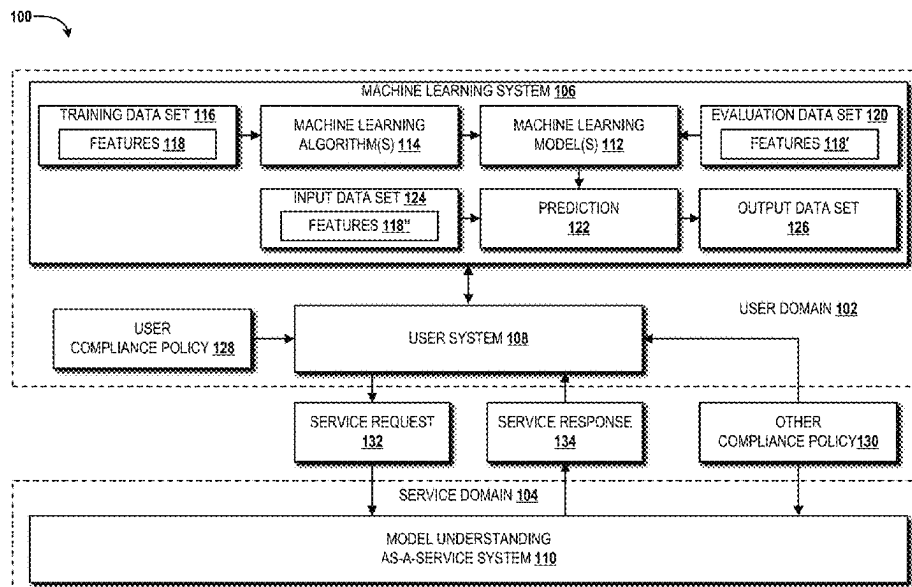 100
MACHINE LEARNING SYSTEM 106
TRAINING DATA SET 116
FEATURES 118
MACHINE LEARNING
ALGORITHM(S) 114
MACHINE LEARNING
MODEL(S) 112
EVALUATION DATA SET 120
FEATURES 118'
INPUT DATA SET 124
FEATURES 118"
PREDICTION
122
OUTPUT DATA SET
126
USER DOMAIN 102
USER
COMPLIANCE POLICY 128
USER SYSTEM 108
SERVICE REQUEST
132
SERVICE RESPONSE
134
OTHER
COMPLIANCE POLICY130
SERVICE DOMAIN 104
MODEL UNDERSTANDING
AS-A-SERVICE SYSTEM 110